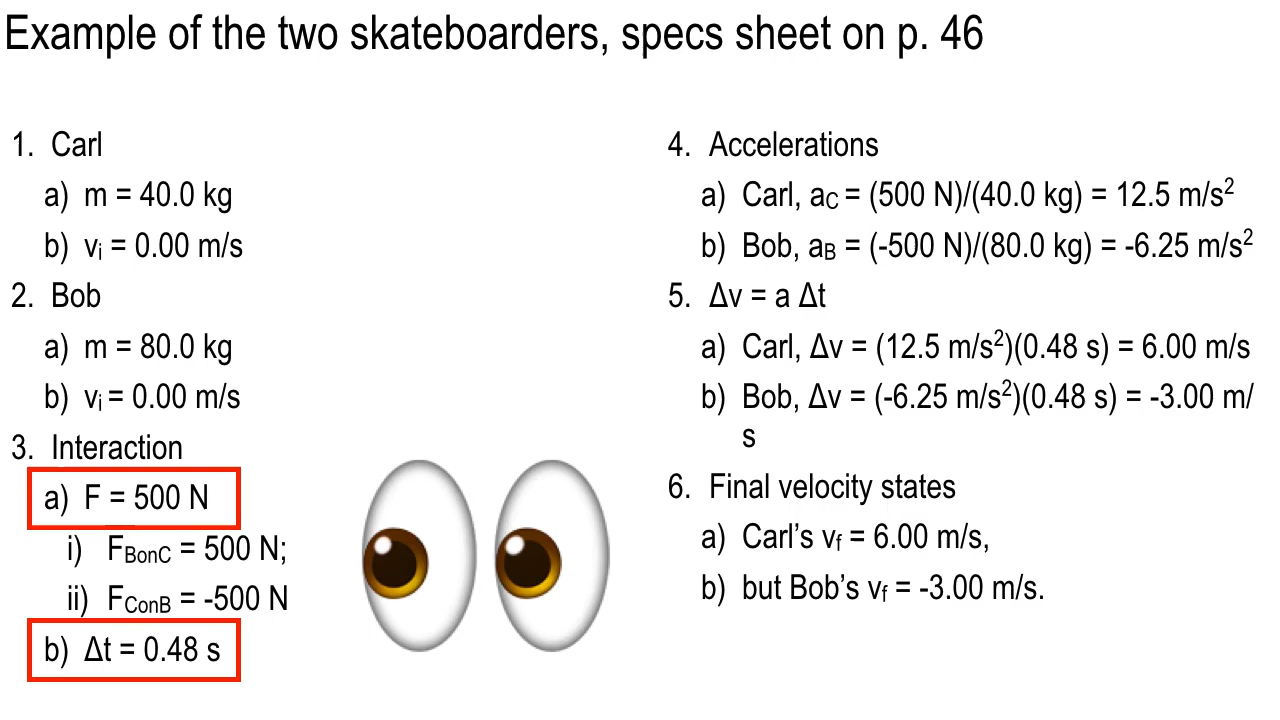 Example of the two skateboarders, specs sheet on p. 46
1. Carl
a) m = 40.0 kg
b) vᵢ = 0.00 m/s
2. Bob
a) m = 80.0 kg
b) vᵢ = 0.00 m/s
3. Interaction
a) F = 500 N
i) FBonC = 500 N;
ii) FConB = -500 N
b) Δt = 0.48 s
4. Accelerations
a) Carl, aC = (500 N)/(40.0 kg) = 12.5 m/s²
b) Bob, aB = (-500 N)/(80.0 kg) = -6.25 m/s²
5. Δv = a Δt
a) Carl, Δv = (12.5 m/s²)(0.48 s) = 6.00 m/s
b) Bob, Δv = (-6.25 m/s²)(0.48 s) = -3.00 m/
s
6. Final velocity states
a) Carl’s vf = 6.00 m/s,
b) but Bob’s vf = -3.00 m/s.